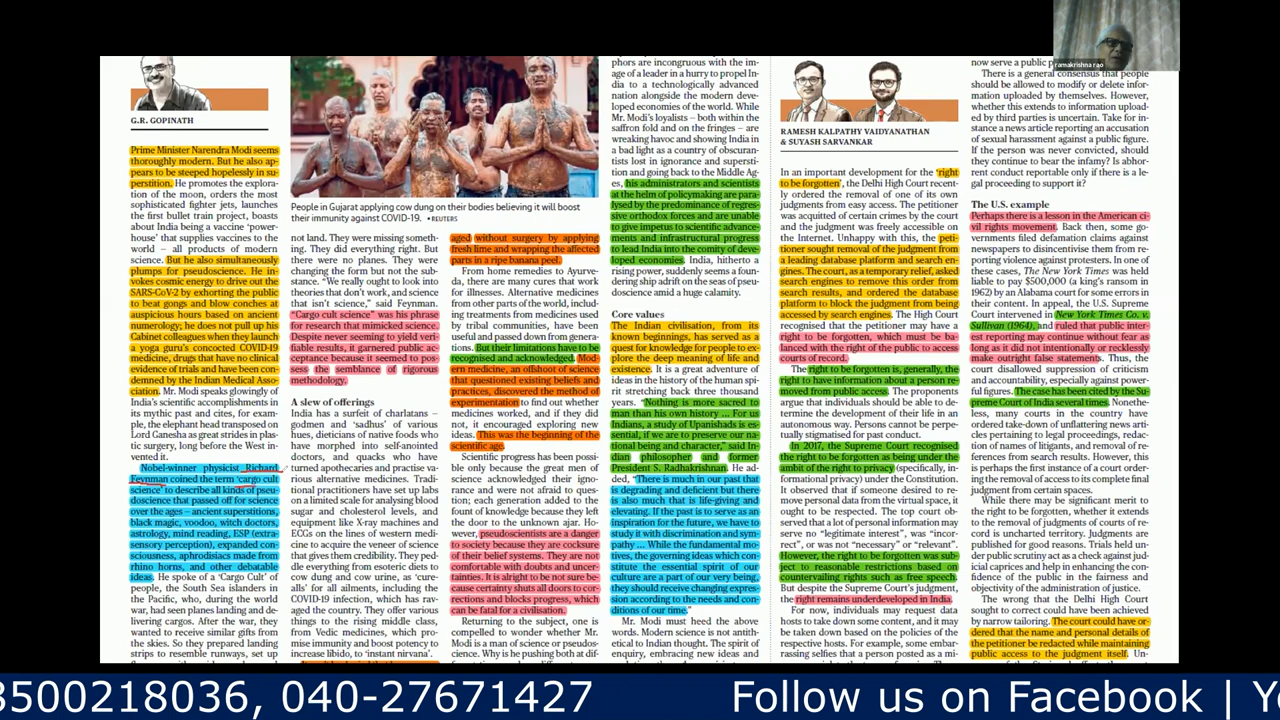 ramakrishna rao
G.R. GOPINATH
Prime Minister Narendra Modi seems
thoroughly modern. But he also ap-
pears to be steeped hopelessly in su-
perstition. He promotes the explora-
tion of the moon, orders the most
sophisticated fighter jets, launches
the first bullet train project, boasts
about India being a vaccine ‘power-
house’ that supplies vaccines to the
world – all products of modern
science. But he also simultaneously
plumps for pseudoscience. He in-
vokes cosmic energy to drive out the
SARS-CoV-2 by exhorting the public
to beat gongs and blow conches at
auspicious hours based on ancient
numerology; he does not pull up his
Cabinet colleagues when they launch
a yoga guru’s concocted COVID-19
medicine, drugs that have no clinical
evidence of trials and have been con-
demned by the Indian Medical Asso-
ciation. Mr. Modi speaks glowingly of
India’s scientific accomplishments in
its mythic past and cites, for exam-
ple, the elephant head transposed on
Lord Ganesha as great strides in plas-
tic surgery, long before the West in-
vented it.
Nobel-winner physicist Richard
Feynman coined the term ‘cargo cult
science’ to describe all kinds of pseu-
doscience that passed off for science
over the ages – ancient superstitions,
black magic, voodoo, witch doctors,
astrology, mind reading, ESP (extra-
sensory perception), expanded con-
sciousness, aphrodisiacs made from
rhino horns, and other debatable
ideas. He spoke of a ‘Cargo Cult’ of
people, the South Sea islanders in
the Pacific, who, during the world
war, had seen planes landing and de-
livering cargos. After the war, they
wanted to receive similar gifts from
the skies. So they prepared landing
strips to resemble runways, set up
People in Gujarat applying cow dung on their bodies believing it will boost
their immunity against COVID-19. • REUTERS
not land. They were missing some-
thing. They did everything right. But
there were no planes. They were
changing the form but not the sub-
stance. “We really ought to look into
theories that don’t work, and science
that isn’t science,” said Feynman.
“Cargo cult science” was his phrase
for research that mimicked science.
Despite never seeming to yield veri-
fiable results, it garnered public ac-
ceptance because it seemed to pos-
sess the semblance of rigorous
methodology.
A slew of offerings
India has a surfeit of charlatans –
godmen and ‘sadhus’ of various
hues, dieticians of native foods who
have morphed into self-anointed
doctors, and quacks who have
turned apothecaries and practise va-
rious alternative medicines. Tradi-
tional practitioners have set up labs
on a limited scale for analysing blood
sugar and cholesterol levels, and
equipment like X-ray machines and
ECGs on the lines of western medi-
cine to acquire the veneer of science
that gives them credibility. They ped-
dle everything from esoteric diets to
cow dung and cow urine, as ‘cure-
alls’ for all ailments, including the
COVID-19 infection, which has rav-
aged the country. They offer various
things to the rising middle class,
from Vedic medicines, which pro-
mise immunity and boost potency to
increase libido, to ‘instant nirvana’.
aged without surgery by applying
fresh lime and wrapping the affected
parts in a ripe banana peel.
From home remedies to Ayurve-
da, there are many cures that work
for illnesses. Alternative medicines
from other parts of the world, includ-
ing treatments from medicines used
by tribal communities, have been
useful and passed down from genera-
tions. But their limitations have to be
recognised and acknowledged. Mod-
ern medicine, an offshoot of science
that questioned existing beliefs and
practices, discovered the method of
experimentation to find out whether
medicines worked, and if they did
not, it encouraged exploring new
ideas. This was the beginning of the
scientific age.
Scientific progress has been possi-
ble only because the great men of
science acknowledged their igno-
rance and were not afraid to ques-
tion; each generation added to the
fount of knowledge because they left
the door to the unknown ajar. Ho-
wever, pseudoscientists are a danger
to society because they are cocksure
of their belief systems. They are not
comfortable with doubts and uncer-
tainties. It is alright to not be sure be-
cause certainty shuts all doors to cor-
rections and blocks progress, which
can be fatal for a civilisation.
Returning to the subject, one is
compelled to wonder whether Mr.
Modi is a man of science or pseudos-
cience. Why is he pushing both at dif-
phors are incongruous with the im-
age of a leader in a hurry to propel In-
dia to a technologically advanced
nation alongside the modern deve-
loped economies of the world. While
Mr. Modi’s loyalists – both within the
saffron fold and on the fringes – are
wreaking havoc and showing India in
a bad light as a country of obscuran-
tists lost in ignorance and supersti-
tion and going back to the Middle Ag-
es, his administrators and scientists
at the helm of policymaking are para-
lysed by the predominance of regres-
sive orthodox forces and are unable
to give impetus to scientific advance-
ments and infrastructural progress
to lead India into the comity of deve-
loped economies. India, hitherto a
rising power, suddenly seems a foun-
dering ship adrift on the seas of pseu-
doscience amid a huge calamity.
Core values
The Indian civilisation, from its
known beginnings, has served as a
quest for knowledge for people to ex-
plore the deep meaning of life and
existence. It is a great adventure of
ideas in the history of the human spi-
rit stretching back three thousand
years. “Nothing is more sacred to
man than his own history ... For us
Indians, a study of Upanishads is es-
sential, if we are to preserve our na-
tional being and character,” said In-
dian philosopher and former
President S. Radhakrishnan. He ad-
ded, “There is much in our past that
is degrading and deficient but there
is also much that is life-giving and
elevating. If the past is to serve as an
inspiration for the future, we have to
study it with discrimination and sym-
pathy ... While the fundamental mo-
tives, the governing ideas which con-
stitute the essential spirit of our
culture are a part of our very being,
they should receive changing expres-
sion according to the needs and con-
ditions of our time.”
Mr. Modi must heed the above
words. Modern science is not antith-
etical to Indian thought. The spirit of
enquiry, embracing new ideas and
RAMESH KALPATHY VAIDYANATHAN
& SUYASH SARVANKAR
In an important development for the ‘right
to be forgotten’, the Delhi High Court recent-
ly ordered the removal of one of its own
judgments from easy access. The petitioner
was acquitted of certain crimes by the court
and the judgment was freely accessible on
the Internet. Unhappy with this, the peti-
tioner sought removal of the judgment from
a leading database platform and search en-
gines. The court, as a temporary relief, asked
search engines to remove this order from
search results, and ordered the database
platform to block the judgment from being
accessed by search engines. The High Court
recognised that the petitioner may have a
right to be forgotten, which must be ba-
lanced with the right of the public to access
courts of record.
The right to be forgotten is, generally, the
right to have information about a person re-
moved from public access. The proponents
argue that individuals should be able to de-
termine the development of their life in an
autonomous way. Persons cannot be perpe-
tually stigmatised for past conduct.
In 2017, the Supreme Court recognised
the right to be forgotten as being under the
ambit of the right to privacy (specifically, in-
formational privacy) under the Constitution.
It observed that if someone desired to re-
move personal data from the virtual space, it
ought to be respected. The top court ob-
served that a lot of personal information may
serve no “legitimate interest”, was “incor-
rect”, or was not “necessary” or “relevant”.
However, the right to be forgotten was sub-
ject to reasonable restrictions based on
countervailing rights such as free speech.
But despite the Supreme Court’s judgment,
the right remains underdeveloped in India.
For now, individuals may request data
hosts to take down some content, and it may
be taken down based on the policies of the
respective hosts. For example, some embar-
rassing selfies that a person posted as a mi-
now serve a public p
There is a general consensus that people
should be allowed to modify or delete infor-
mation uploaded by themselves. However,
whether this extends to information upload-
ed by third parties is uncertain. Take for in-
stance a news article reporting an accusation
of sexual harassment against a public figure.
If the person was never convicted, should
they continue to bear the infamy? Is abhor-
rent conduct reportable only if there is a le-
gal proceeding to support it?
The U.S. example
Perhaps there is a lesson in the American ci-
vil rights movement. Back then, some go-
vernments filed defamation claims against
newspapers to disincentivise them from re-
porting violence against protesters. In one of
these cases, The New York Times was held
liable to pay $500,000 (a king’s ransom in
1962) by an Alabama court for some errors in
their content. In appeal, the U.S. Supreme
Court intervened in New York Times Co. v.
Sullivan (1964), and ruled that public inter-
est reporting may continue without fear as
long as it did not intentionally or recklessly
make outright false statements. Thus, the
court disallowed suppression of criticism
and accountability, especially against power-
ful figures. The case has been cited by the Su-
preme Court of India several times. Nonethe-
less, many courts in the country have
ordered take-down of unflattering news arti-
cles pertaining to legal proceedings, redac-
tion of names of litigants, and removal of re-
ferences from search results. However, this
is perhaps the first instance of a court order-
ing the removal of access to its complete final
judgment from certain spaces.
While there may be significant merit to
the right to be forgotten, whether it extends
to the removal of judgments of courts of re-
cord is uncharted territory. Judgments are
published for good reasons. Trials held un-
der public scrutiny act as a check against ju-
dicial caprices and help in enhancing the con-
fidence of the public in the fairness and
objectivity of the administration of justice.
The wrong that the Delhi High Court
sought to correct could have been achieved
by narrow tailoring. The court could have or-
dered that the name and personal details of
the petitioner be redacted while maintaining
public access to the judgment itself. Un-
3500218036, 040-27671427 Follow us on Facebook | Yo